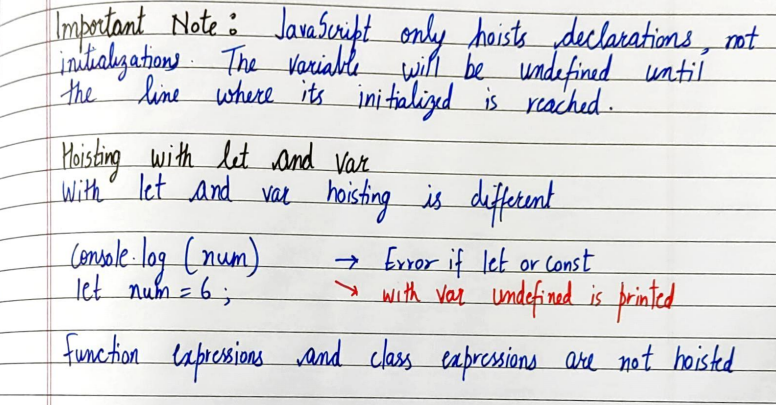 Important Note: JavaScript only hoists declarations, not
initializations. The variable will be undefined until
the line where its initialized is reached.
Hoisting with let and var
With let and var hoisting is different
Console.log (num) → Error if let or const
let num = 6; ↘ with var undefined is printed
function expressions and class expressions are not hoisted